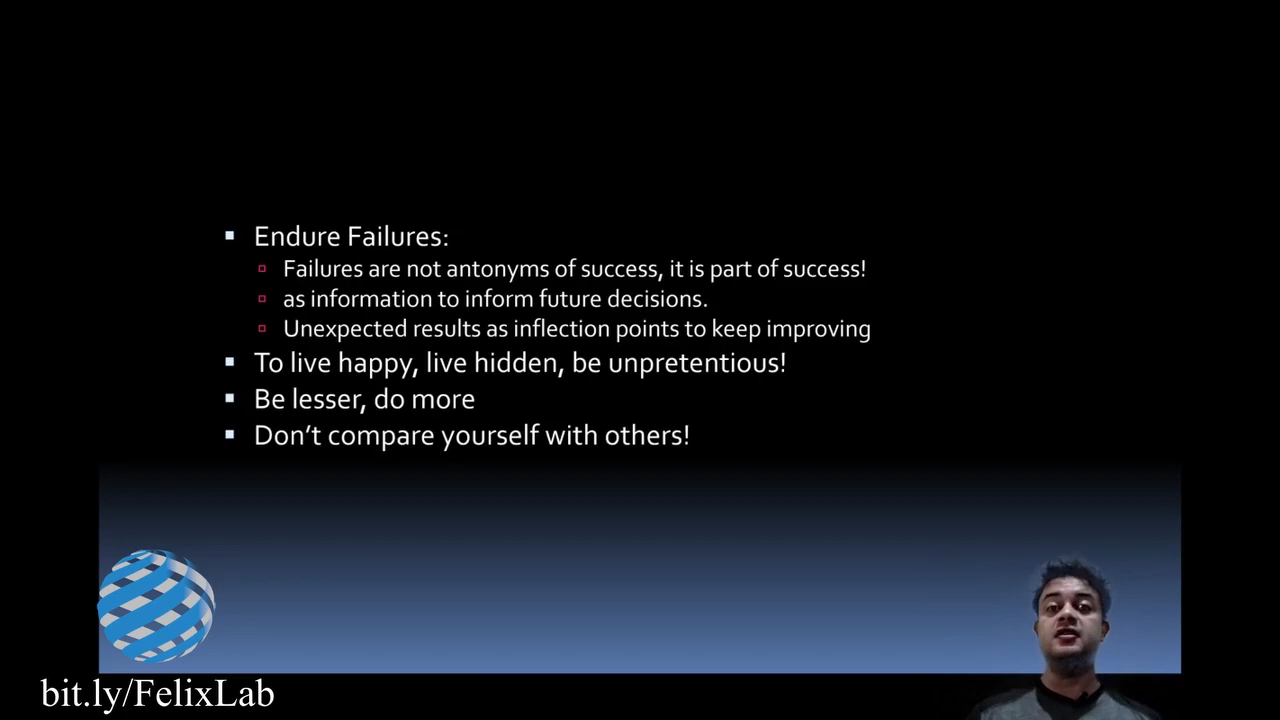 Endure Failures:
Failures are not antonyms of success, it is part of success!
as information to inform future decisions.
Unexpected results as inflection points to keep improving
To live happy, live hidden, be unpretentious!
Be lesser, do more
Don’t compare yourself with others!
bit.ly/FelixLab